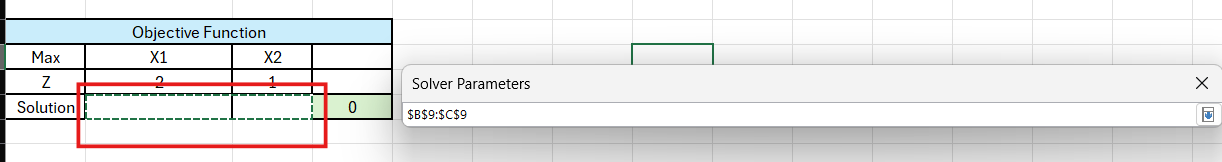 Objective Function
Max X1 X2
Z 2 1
Solution 0
Solver Parameters
$B$9:$C$9